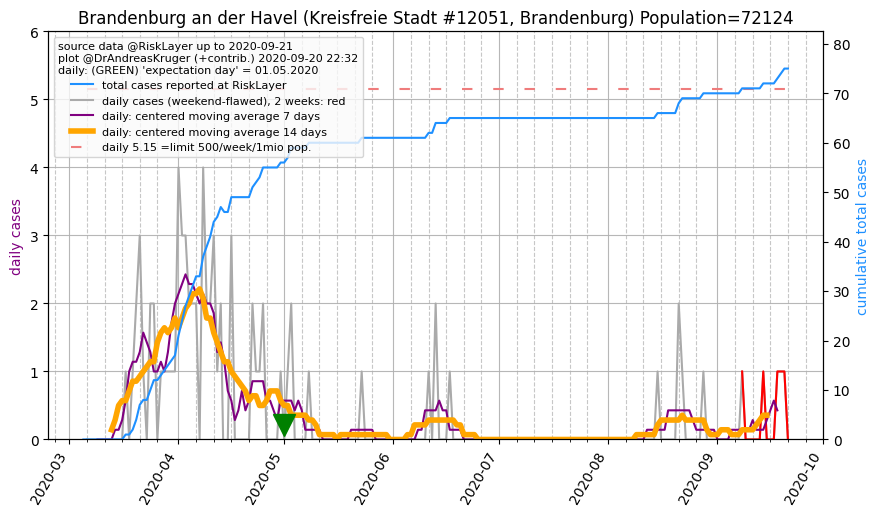 Brandenburg an der Havel (Kreisfreie Stadt #12051, Brandenburg) Population=72124
source data @RiskLayer up to 2020-09-21
plot @DrAndreasKruger (+contrib.) 2020-09-20 22:32
daily: (GREEN) 'expectation day' = 01.05.2020
total cases reported at RiskLayer
daily cases (weekend-flawed), 2 weeks: red
daily: centered moving average 7 days
daily: centered moving average 14 days
daily 5.15 =limit 500/week/1mio pop.
daily cases
6
5
4
3
2
1
0
80
70
60
50
40
30
20
10
0
cumulative total cases
2020-03
2020-04
2020-05
2020-06
2020-07
2020-08
2020-09
2020-10